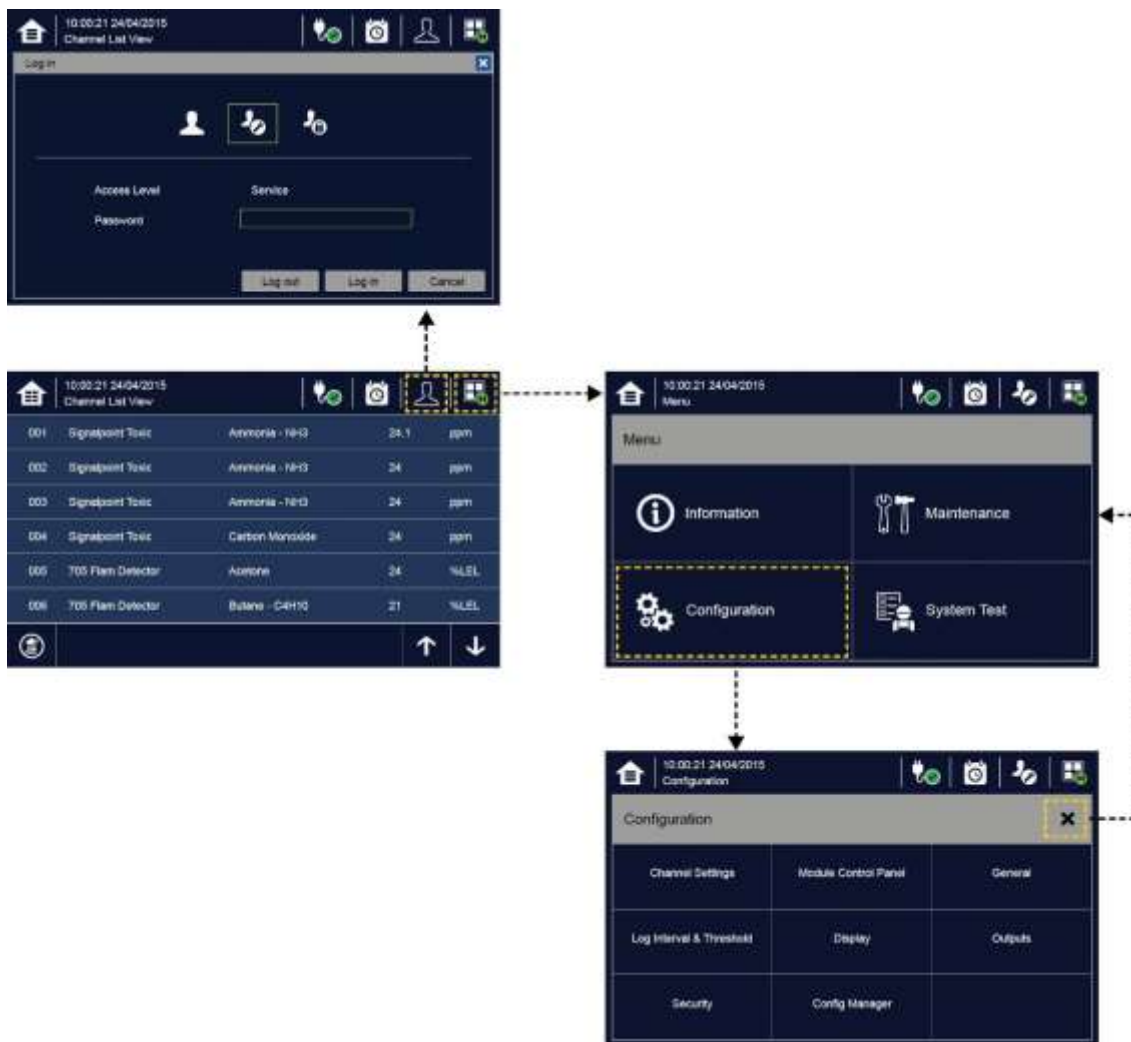 10:00:21 24/04/2015
Channel List View
Log in
Access Level Service
Password
Log out Log in Cancel
10:00:21 24/04/2015
Channel List View
001 Signalpoint Toxic Ammonia - NH3 24.1 ppm
002 Signalpoint Toxic Ammonia - NH3 24 ppm
003 Signalpoint Toxic Ammonia - NH3 24 ppm
004 Signalpoint Toxic Carbon Monoxide 24 ppm
005 705 Flam Detector Acetone 24 %LEL
006 705 Flam Detector Butane - C4H10 21 %LEL
10:00:21 24/04/2015
Menu
Menu
Information Maintenance
Configuration System Test
10:00:21 24/04/2015
Configuration
Configuration
Channel Settings Module Control Panel General
Log Interval & Threshold Display Outputs
Security Config Manager